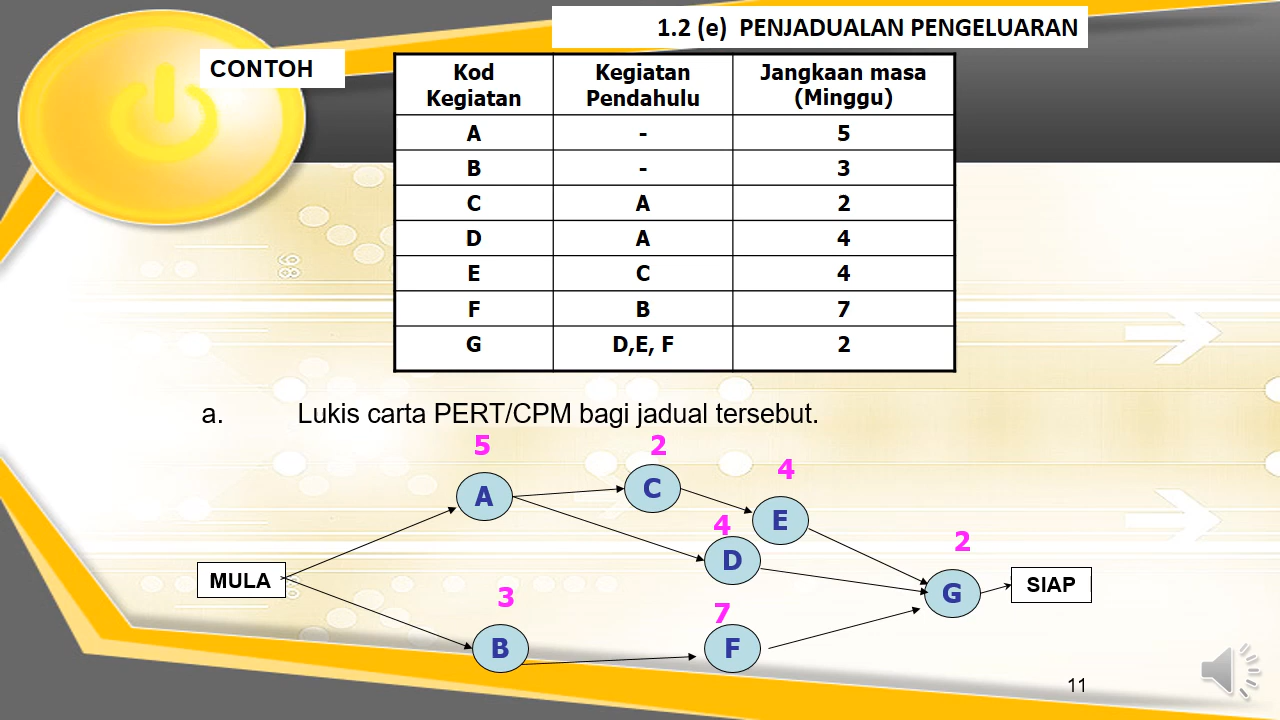 1.2 (e) PENJADUALAN PENGELUARAN
CONTOH
Kod Kegiatan | Kegiatan Pendahulu | Jangkaan masa (Minggu)
A | - | 5
B | - | 3
C | A | 2
D | A | 4
E | C | 4
F | B | 7
G | D,E, F | 2
a. Lukis carta PERT/CPM bagi jadual tersebut.
5
2
4
A
C
E
4
D
2
MULA
G
SIAP
3
7
B
F
11